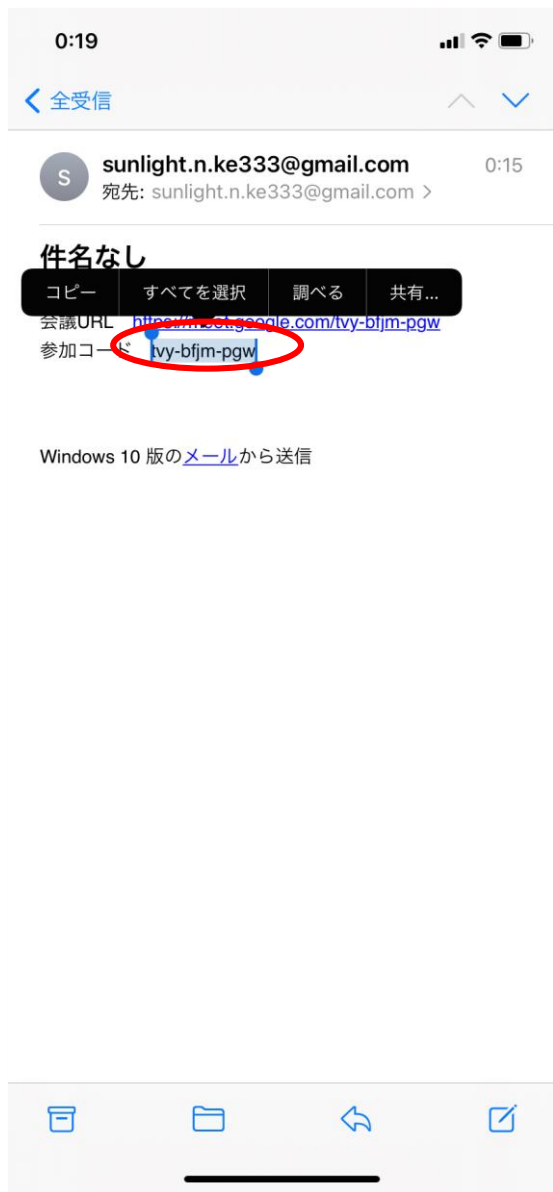 0:19
全受信
S
sunlight.n.ke333@gmail.com 0:15
宛先: sunlight.n.ke333@gmail.com >
件名なし
コピー すべてを選択 調べる 共有...
会議URL https://meet.google.com/tvy-bfjm-pgw
参加コード tvy-bfjm-pgw
Windows 10 版のメールから送信